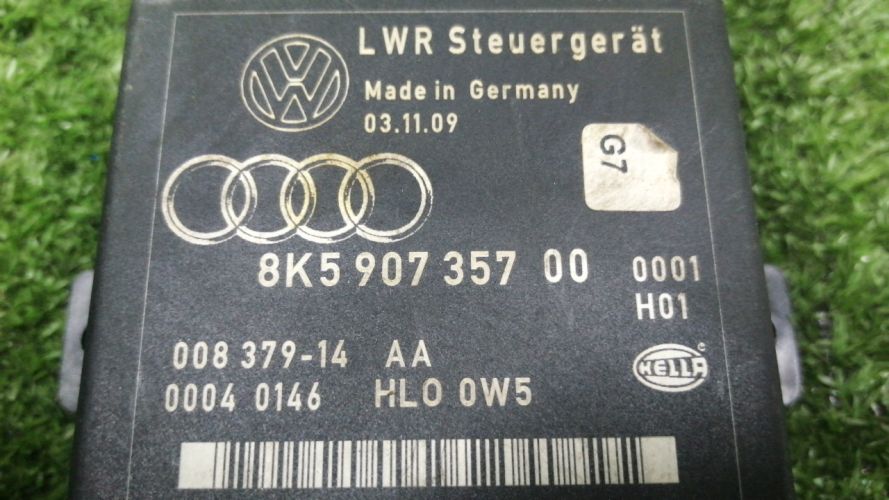 LWR Steuergerät
Made in Germany
03.11.09
G7
8K5 907 357 00 0001
H01
008 379-14 AA
0004 0146 HLO 0W5
HELLA